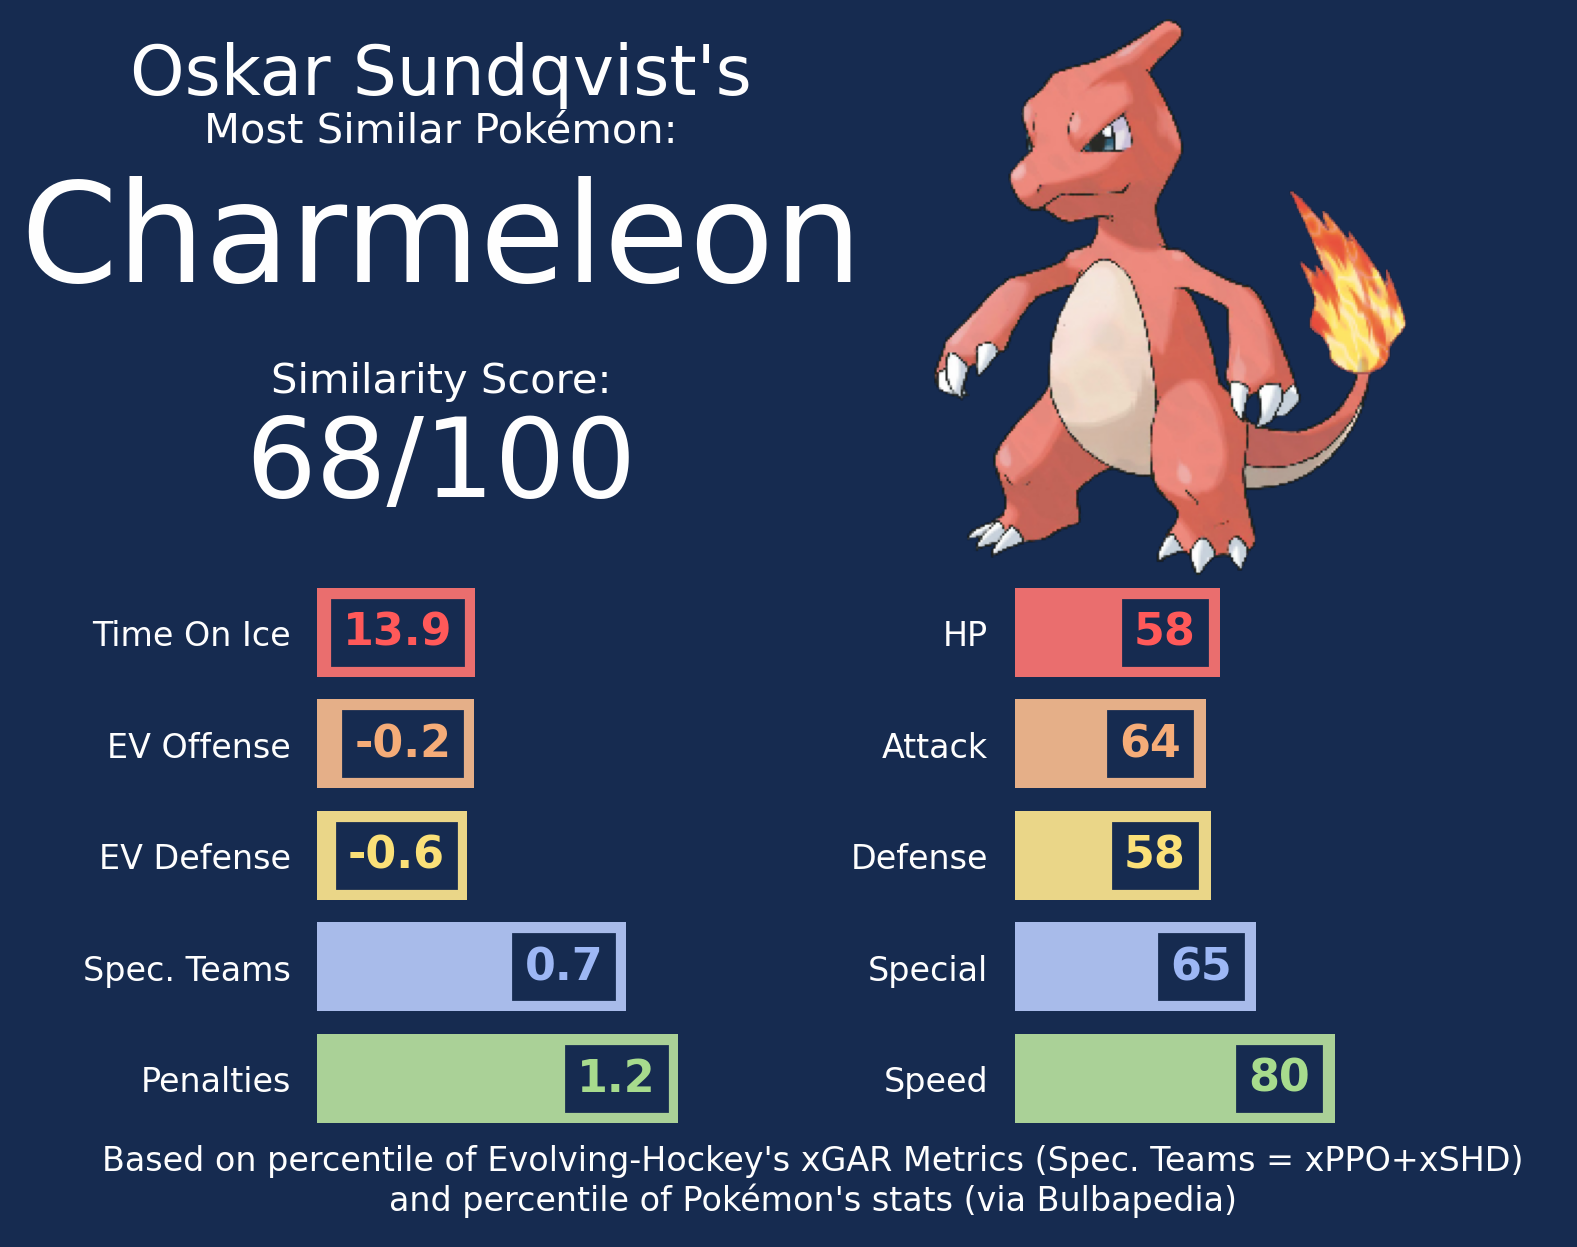 Oskar Sundqvist's
Most Similar Pokémon:
Charmeleon
Similarity Score:
68/100
Time On Ice 13.9
EV Offense -0.2
EV Defense -0.6
Spec. Teams 0.7
Penalties 1.2
HP 58
Attack 64
Defense 58
Special 65
Speed 80
Based on percentile of Evolving-Hockey's xGAR Metrics (Spec. Teams = xPPO+xSHD)
and percentile of Pokémon's stats (via Bulbapedia)